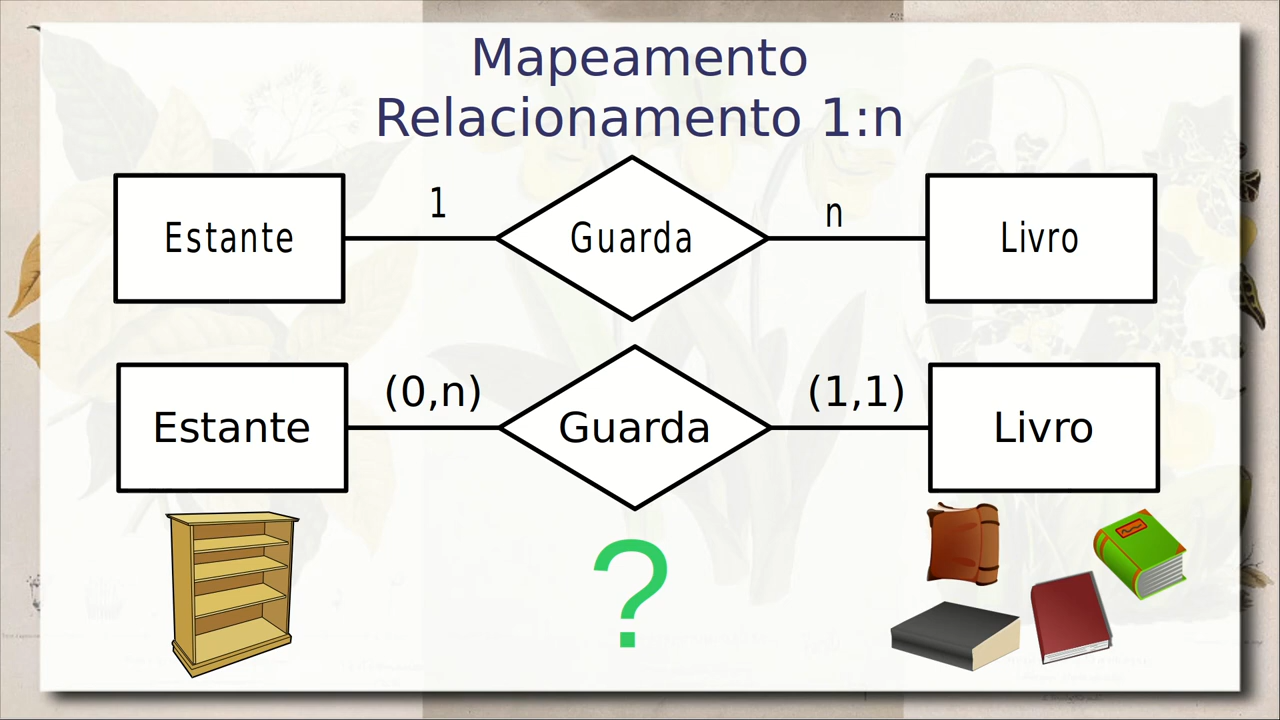 Mapeamento
Relacionamento 1:n
Estante 1 Guarda n Livro
Estante (0,n) Guarda (1,1) Livro
?